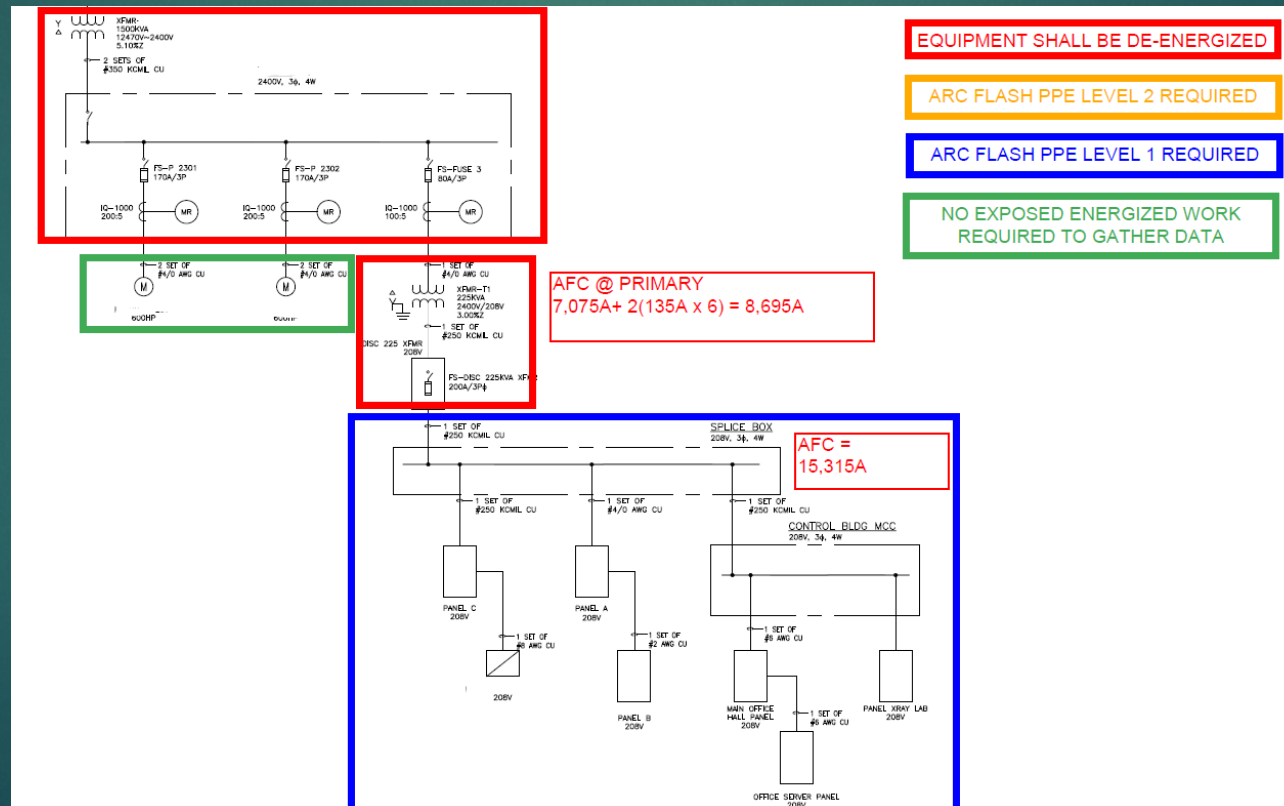 XFMR-
1500KVA
12470V~2400V
5.10%Z
2 SETS OF
#350 KCMIL CU
2400V, 3ϕ, 4W
FS-P 2301
170A/3P
FS-P 2302
170A/3P
FS-FUSE 3
80A/3P
IQ-1000
200:5
MR
IQ-1000
200:5
MR
IQ-1000
100:5
MR
2 SET OF
#4/0 AWG CU
2 SET OF
#4/0 AWG CU
1 SET OF
#4/0 AWG CU
M
M
600HP
XFMR-T1
225KVA
2400V/208V
3.00%Z
1 SET OF
#250 KCMIL CU
DISC 225 XFMR
208V
FS-DISC 225KVA XFMR
200A/3Pϕ
1 SET OF
#250 KCMIL CU
EQUIPMENT SHALL BE DE-ENERGIZED
ARC FLASH PPE LEVEL 2 REQUIRED
ARC FLASH PPE LEVEL 1 REQUIRED
NO EXPOSED ENERGIZED WORK
REQUIRED TO GATHER DATA
AFC @ PRIMARY
7,075A+ 2(135A x 6) = 8,695A
SPLICE BOX
208V, 3ϕ, 4W
AFC =
15,315A
1 SET OF
#250 KCMIL CU
1 SET OF
#4/0 AWG CU
1 SET OF
#250 KCMIL CU
CONTROL BLDG MCC
208V, 3ϕ, 4W
PANEL C
208V
PANEL A
208V
1 SET OF
#8 AWG CU
1 SET OF
#2 AWG CU
1 SET OF
#6 AWG CU
208V
PANEL B
208V
MAIN OFFICE
HALL PANEL
208V
PANEL XRAY LAB
208V
1 SET OF
#6 AWG CU
OFFICE SERVER PANEL
208V